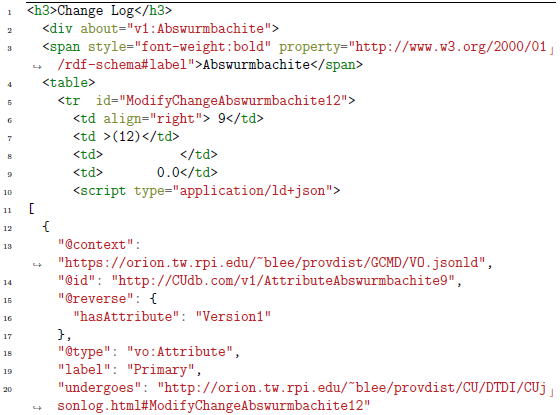 1 <h3>Change Log</h3>
2 <div about="v1:Abswurmbachite">
3 <span style="font-weight:bold" property="http://www.w3.org/2000/01⌋
↪ /rdf-schema#label">Abswurmbachite</span>
4 <table>
5 <tr id="ModifyChangeAbswurmbachite12">
6 <td align="right"> 9</td>
7 <td >(12)</td>
8 <td> </td>
9 <td> 0.0</td>
10 <script type="application/ld+json">
11 [
12 {
13 "@context":
↪ "https://orion.tw.rpi.edu/~blee/provdist/GCMD/VO.jsonld",
14 "@id": "http://CUdb.com/v1/AttributeAbswurmbachite9",
15 "@reverse": {
16 "hasAttribute": "Version1"
17 },
18 "@type": "vo:Attribute",
19 "label": "Primary",
20 "undergoes": "http://orion.tw.rpi.edu/~blee/provdist/CU/DTDI/CUj⌋
↪ sonlog.html#ModifyChangeAbswurmbachite12"